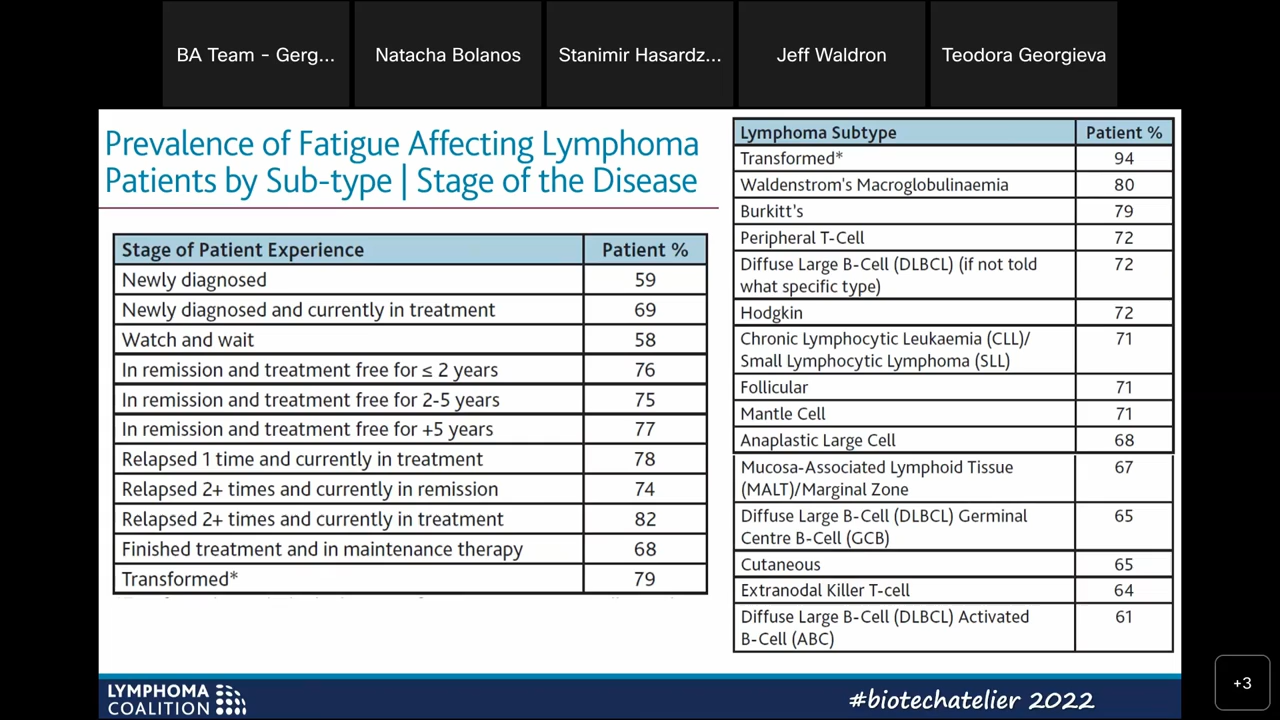 BA Team - Gerg...
Natacha Bolanos
Stanimir Hasardz...
Jeff Waldron
Teodora Georgieva
Prevalence of Fatigue Affecting Lymphoma
Patients by Sub-type | Stage of the Disease
Stage of Patient Experience Patient %
Newly diagnosed 59
Newly diagnosed and currently in treatment 69
Watch and wait 58
In remission and treatment free for ≤ 2 years 76
In remission and treatment free for 2-5 years 75
In remission and treatment free for +5 years 77
Relapsed 1 time and currently in treatment 78
Relapsed 2+ times and currently in remission 74
Relapsed 2+ times and currently in treatment 82
Finished treatment and in maintenance therapy 68
Transformed* 79
Lymphoma Subtype Patient %
Transformed* 94
Waldenstrom's Macroglobulinaemia 80
Burkitt's 79
Peripheral T-Cell 72
Diffuse Large B-Cell (DLBCL) (if not told 72
what specific type)
Hodgkin 72
Chronic Lymphocytic Leukaemia (CLL)/ 71
Small Lymphocytic Lymphoma (SLL)
Follicular 71
Mantle Cell 71
Anaplastic Large Cell 68
Mucosa-Associated Lymphoid Tissue 67
(MALT)/Marginal Zone
Diffuse Large B-Cell (DLBCL) Germinal 65
Centre B-Cell (GCB)
Cutaneous 65
Extranodal Killer T-cell 64
Diffuse Large B-Cell (DLBCL) Activated 61
B-Cell (ABC)
LYMPHOMA
COALITION
#biotechatelier 2022
+3